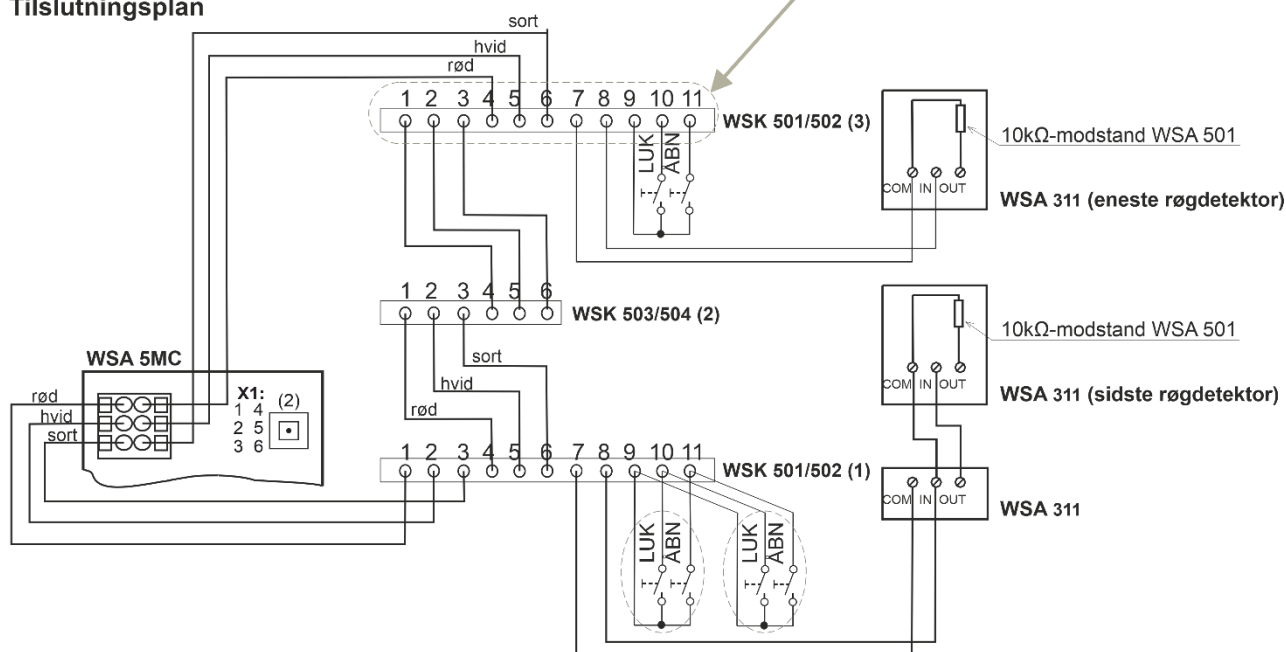 Tilslutningsplan
sort
hvid
rød
1 2 3 4 5 6 7 8 9 10 11
WSK 501/502 (3)
LUK
ABN
10kΩ-modstand WSA 501
COM IN OUT
WSA 311 (eneste røgdetektor)
1 2 3 4 5 6
WSK 503/504 (2)
sort
hvid
rød
10kΩ-modstand WSA 501
COM IN OUT
WSA 311 (sidste røgdetektor)
WSA 5MC
rød
hvid
sort
X1:
1 4
2 5
3 6
(2)
1 2 3 4 5 6 7 8 9 10 11
WSK 501/502 (1)
LUK
ABN
LUK
ABN
COM IN OUT
WSA 311